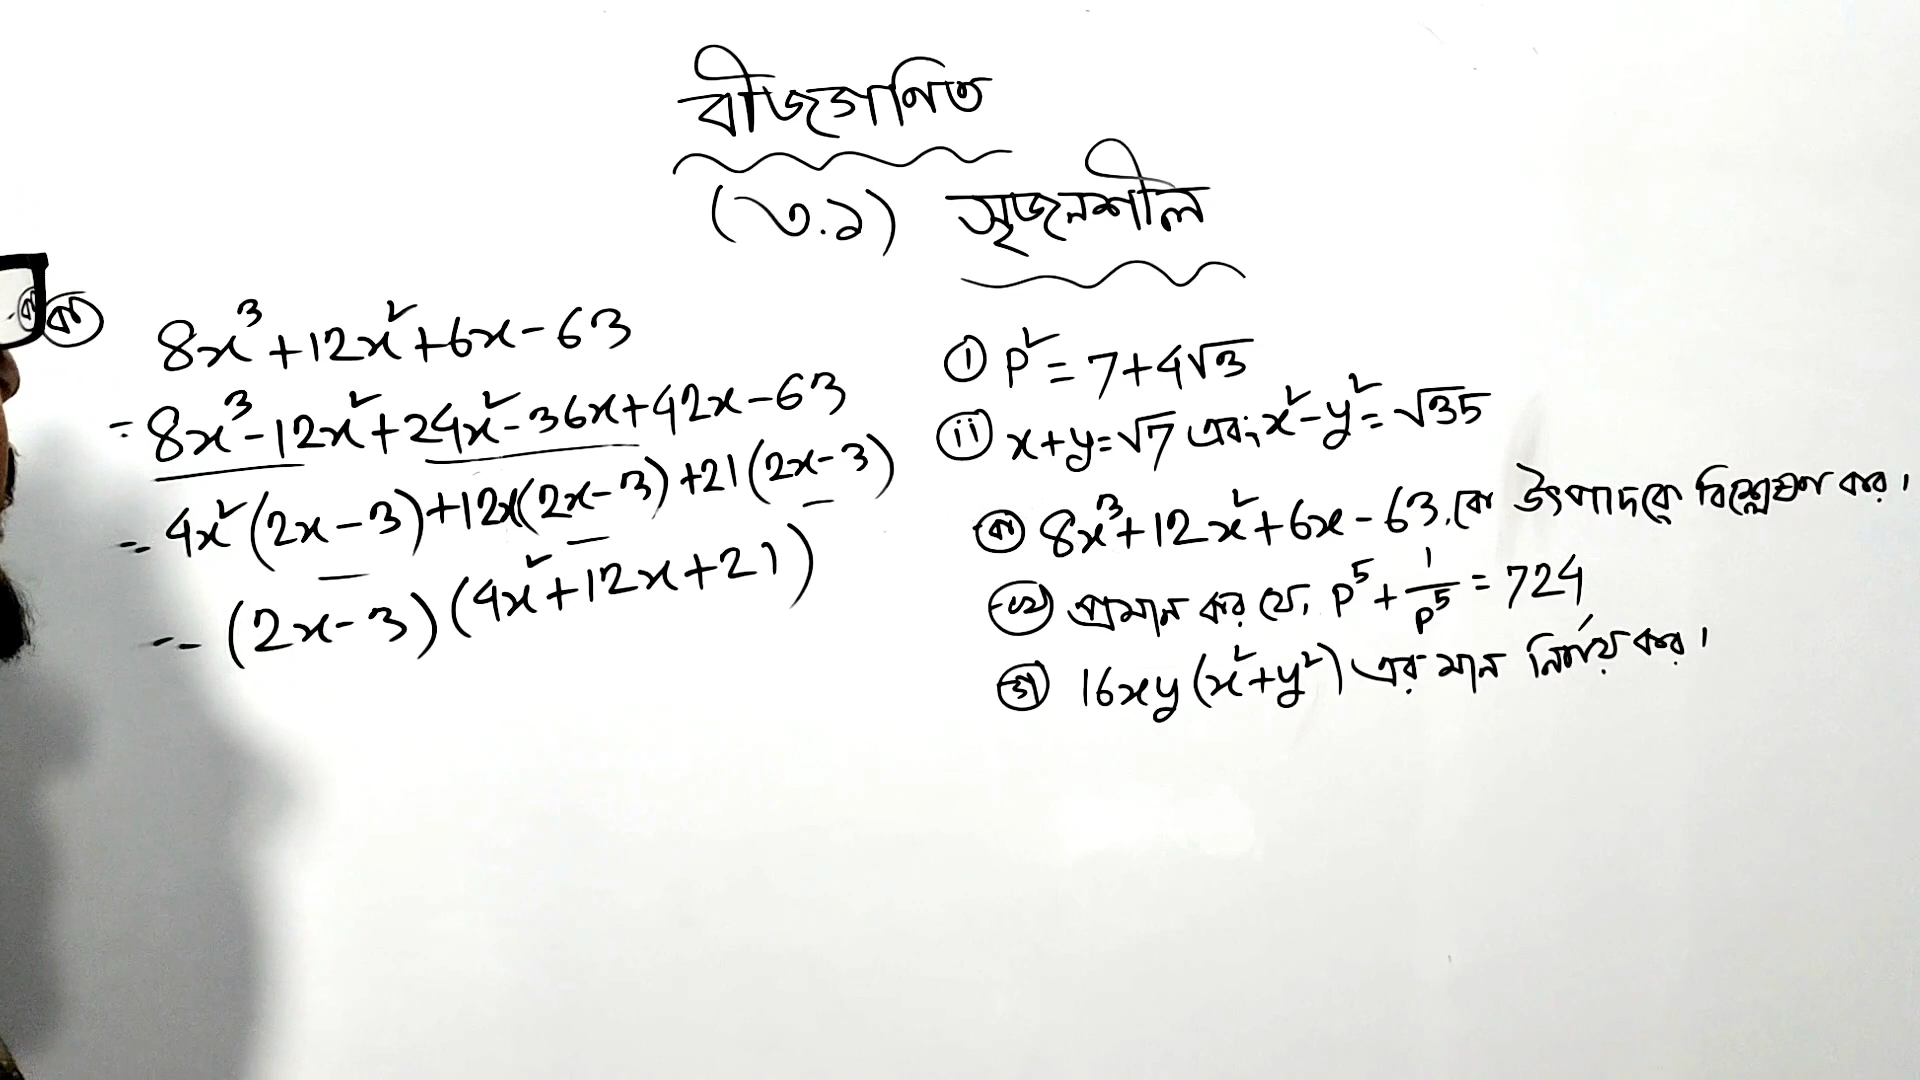 বীজগনিত
(৩.১) সৃজনশীল
ক 8x³+12x²+6x-63
= 8x³-12x²+24x²-36x+42x-63
= 4x²(2x-3)+12x(2x-3)+21(2x-3)
= (2x-3)(4x²+12x+21)
i P² = 7+4√3
ii x+y=√7 এবং x²-y²= √35
ক 8x³+12x²+6x-63. কে উৎপাদকে বিশ্লেষণ কর।
খ প্রমান কর যে, P⁵+1/P⁵ = 724
গ 16xy(x²+y²) এর মান নির্ণয় কর।